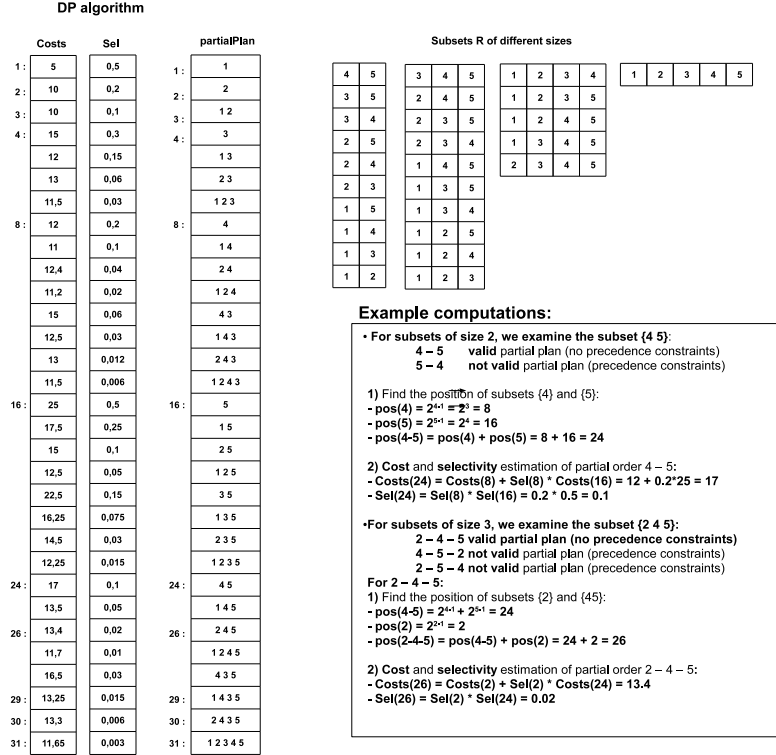 DP algorithm
Costs Sel partialPlan
1 : 5 0,5 1 : 1
2 : 10 0,2 2 : 2
3 : 10 0,1 3 : 1 2
4 : 15 0,3 4 : 3
12 0,15 1 3
13 0,06 2 3
11,5 0,03 1 2 3
8 : 12 0,2 8 : 4
11 0,1 1 4
12,4 0,04 2 4
11,2 0,02 1 2 4
15 0,06 4 3
12,5 0,03 1 4 3
13 0,012 2 4 3
11,5 0,006 1 2 4 3
16 : 25 0,5 16 : 5
17,5 0,25 1 5
15 0,1 2 5
12,5 0,05 1 2 5
22,5 0,15 3 5
16,25 0,075 1 3 5
14,5 0,03 2 3 5
12,25 0,015 1 2 3 5
24 : 17 0,1 24 : 4 5
13,5 0,05 1 4 5
26 : 13,4 0,02 26 : 2 4 5
11,7 0,01 1 2 4 5
16,5 0,03 4 3 5
29 : 13,25 0,015 29 : 1 4 3 5
30 : 13,3 0,006 30 : 2 4 3 5
31 : 11,65 0,003 31 : 1 2 3 4 5
Subsets R of different sizes
4 5
3 5
3 4
2 5
2 4
2 3
1 5
1 4
1 3
1 2
3 4 5
2 4 5
2 3 5
2 3 4
1 4 5
1 3 5
1 3 4
1 2 5
1 2 4
1 2 3
1 2 3 4
1 2 3 5
1 2 4 5
1 3 4 5
2 3 4 5
1 2 3 4 5
Example computations:
• For subsets of size 2, we examine the subset {4 5}:
4 – 5 valid partial plan (no precedence constraints)
5 – 4 not valid partial plan (precedence constraints)
1) Find the position of subsets {4} and {5}:
- pos(4) = 2⁴⁻¹ = 2³ = 8
- pos(5) = 2⁵⁻¹ = 2⁴ = 16
- pos(4-5) = pos(4) + pos(5) = 8 + 16 = 24
2) Cost and selectivity estimation of partial order 4 – 5:
- Costs(24) = Costs(8) + Sel(8) * Costs(16) = 12 + 0.2*25 = 17
- Sel(24) = Sel(8) * Sel(16) = 0.2 * 0.5 = 0.1
•For subsets of size 3, we examine the subset {2 4 5}:
2 – 4 – 5 valid partial plan (no precedence constraints)
4 – 5 – 2 not valid partial plan (precedence constraints)
2 – 5 – 4 not valid partial plan (precedence constraints)
For 2 – 4 – 5:
1) Find the position of subsets {2} and {45}:
- pos(4-5) = 2⁴⁻¹ + 2⁵⁻¹ = 24
- pos(2) = 2²⁻¹ = 2
- pos(2-4-5) = pos(4-5) + pos(2) = 24 + 2 = 26
2) Cost and selectivity estimation of partial order 2 – 4 – 5:
- Costs(26) = Costs(2) + Sel(2) * Costs(24) = 13.4
- Sel(26) = Sel(2) * Sel(24) = 0.02